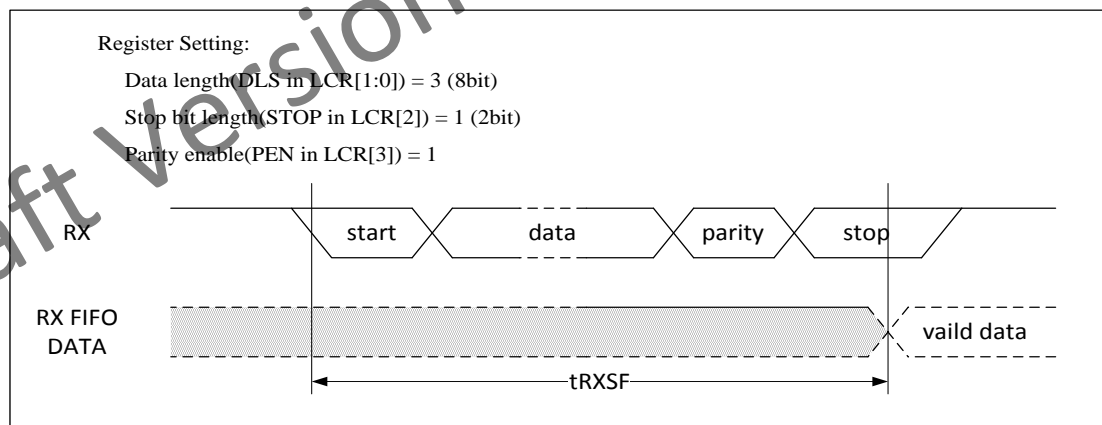 Register Setting:
Data length(DLS in LCR[1:0]) = 3 (8bit)
Stop bit length(STOP in LCR[2]) = 1 (2bit)
Parity enable(PEN in LCR[3]) = 1
RX
start
data
parity
stop
RX FIFO
DATA
vaild data
tRXSF
aft Version